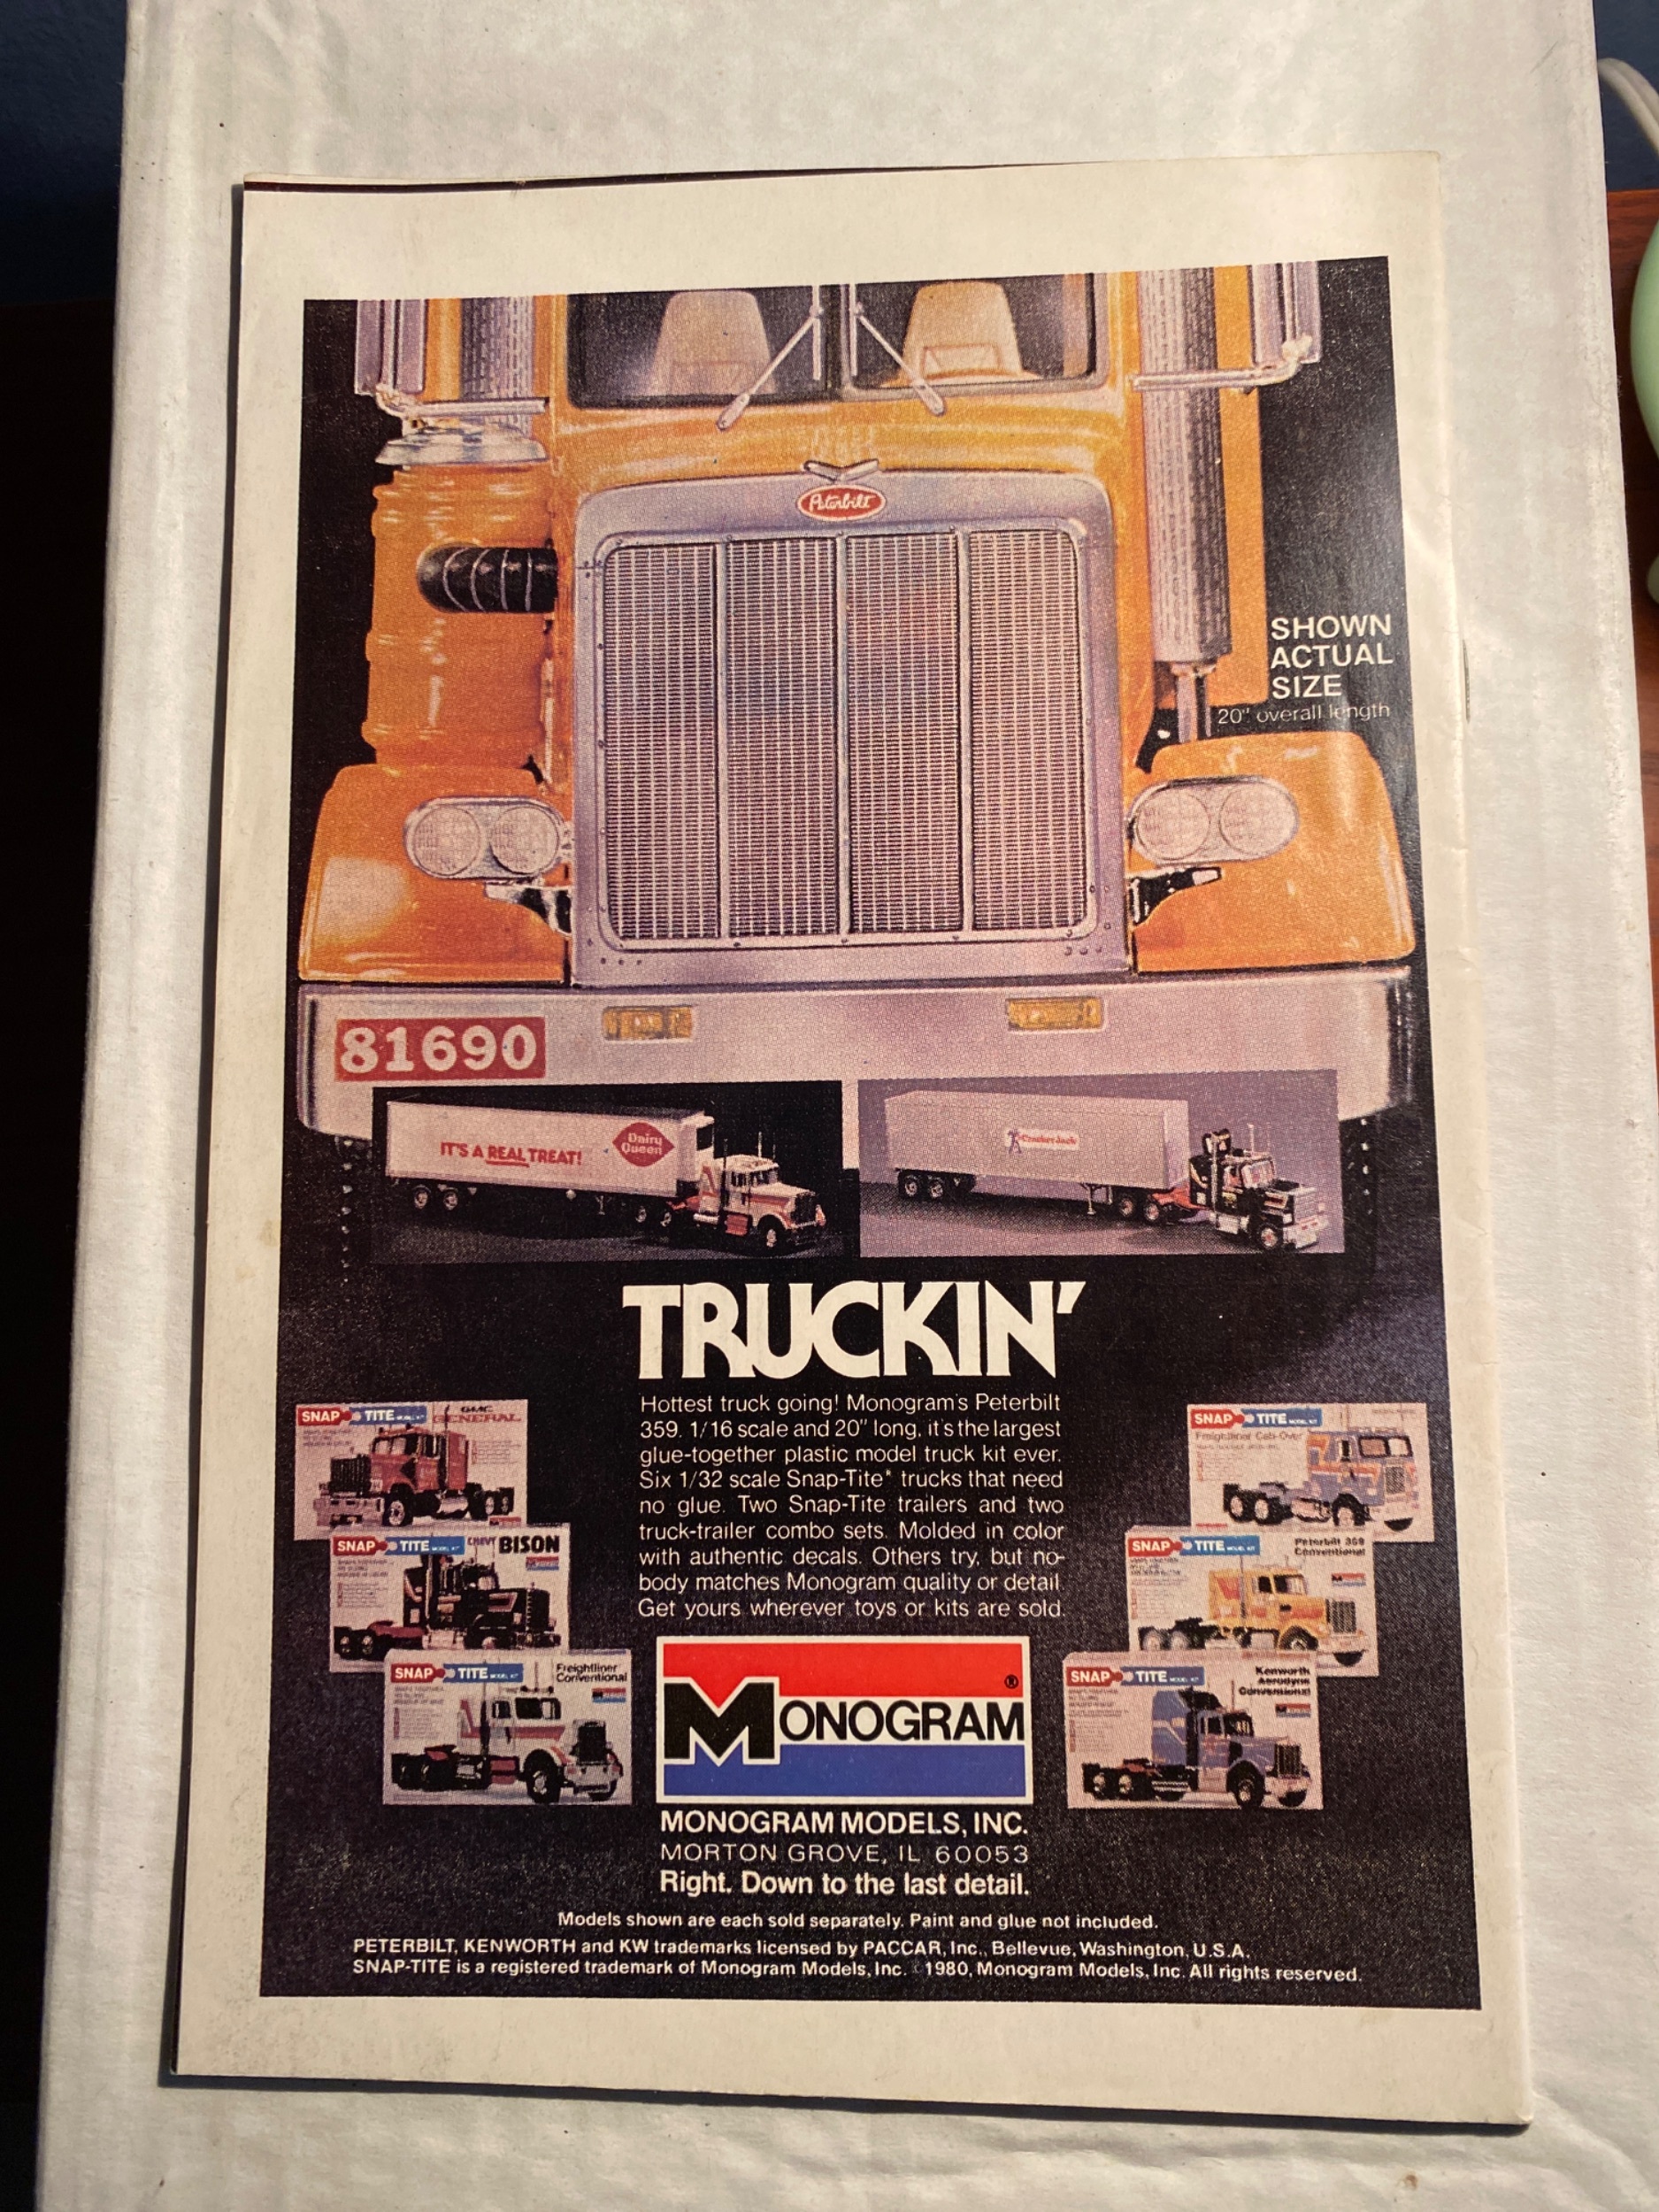 Peterbilt
SHOWN
ACTUAL
SIZE
20" overall length
81690
IT'S A REAL TREAT!
Dairy
Queen
Cracker Jack
TRUCKIN'
Hottest truck going! Monogram's Peterbilt
359. 1/16 scale and 20" long, it's the largest
glue-together plastic model truck kit ever.
Six 1/32 scale Snap-Tite* trucks that need
no glue. Two Snap-Tite trailers and two
truck-trailer combo sets. Molded in color
with authentic decals. Others try, but no-
body matches Monogram quality or detail.
Get yours wherever toys or kits are sold.
SNAP TITE
GMC
GENERAL
SNAP TITE
CHEVY BISON
SNAP TITE
Freightliner
Conventional
SNAP TITE
Freightliner Cab-Over
SNAP TITE
Peterbilt 359
Conventional
SNAP TITE
Kenworth
Aerodyne
Conventional
MONOGRAM
®
MONOGRAM MODELS, INC.
MORTON GROVE, IL 60053
Right. Down to the last detail.
Models shown are each sold separately. Paint and glue not included.
PETERBILT, KENWORTH and KW trademarks licensed by PACCAR, Inc., Bellevue, Washington, U.S.A.
SNAP-TITE is a registered trademark of Monogram Models, Inc. 1980, Monogram Models, Inc. All rights reserved.